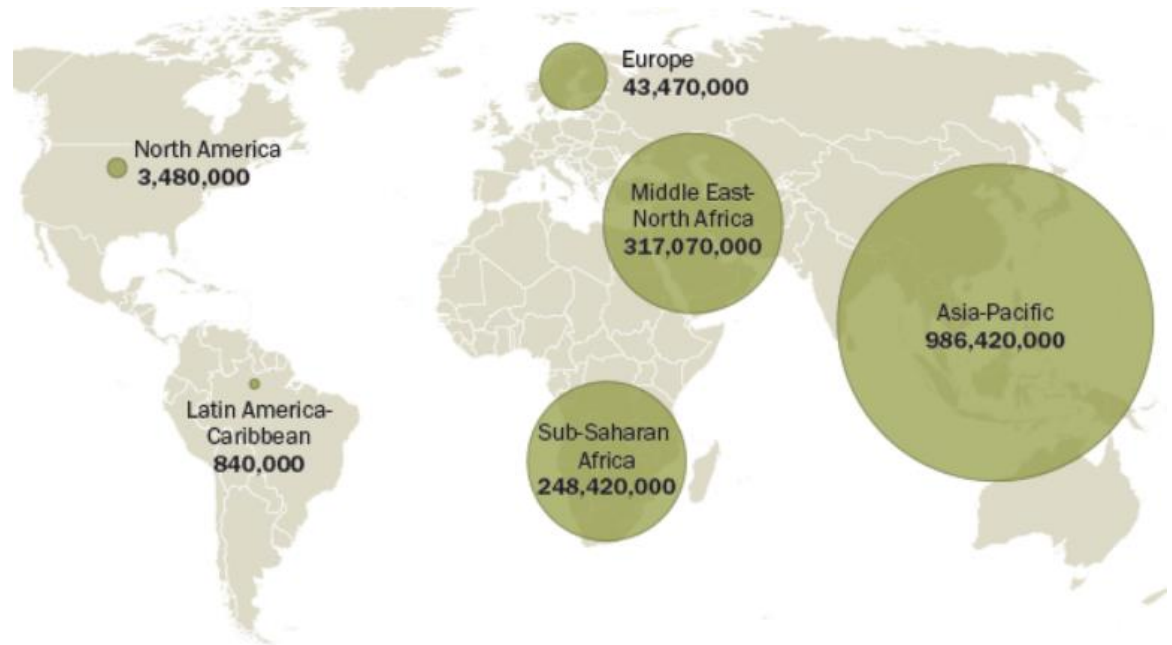 Europe
43,470,000
North America
3,480,000
Middle East-
North Africa
317,070,000
Asia-Pacific
986,420,000
Latin America-
Caribbean
840,000
Sub-Saharan
Africa
248,420,000